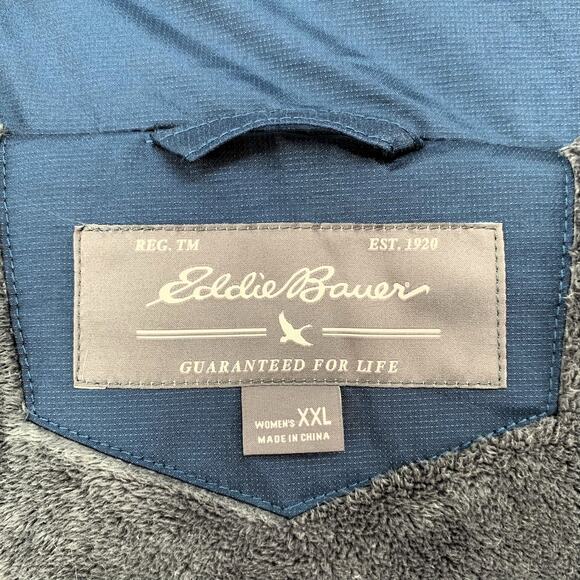 REG. TM EST. 1920
Eddie Bauer
GUARANTEED FOR LIFE
WOMEN'S XXL
MADE IN CHINA